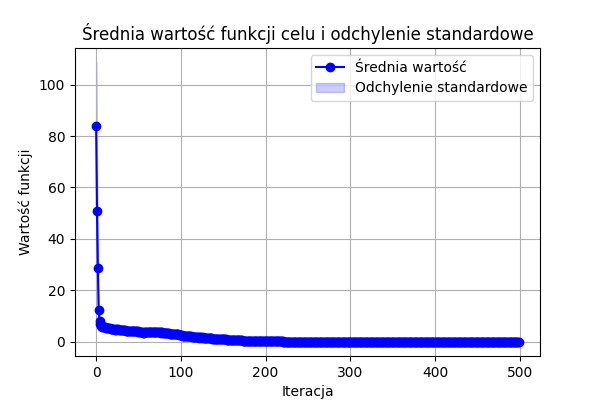 Średnia wartość funkcji celu i odchylenie standardowe
Średnia wartość
Odchylenie standardowe
Wartość funkcji
100
80
60
40
20
0
0 100 200 300 400 500
Iteracja